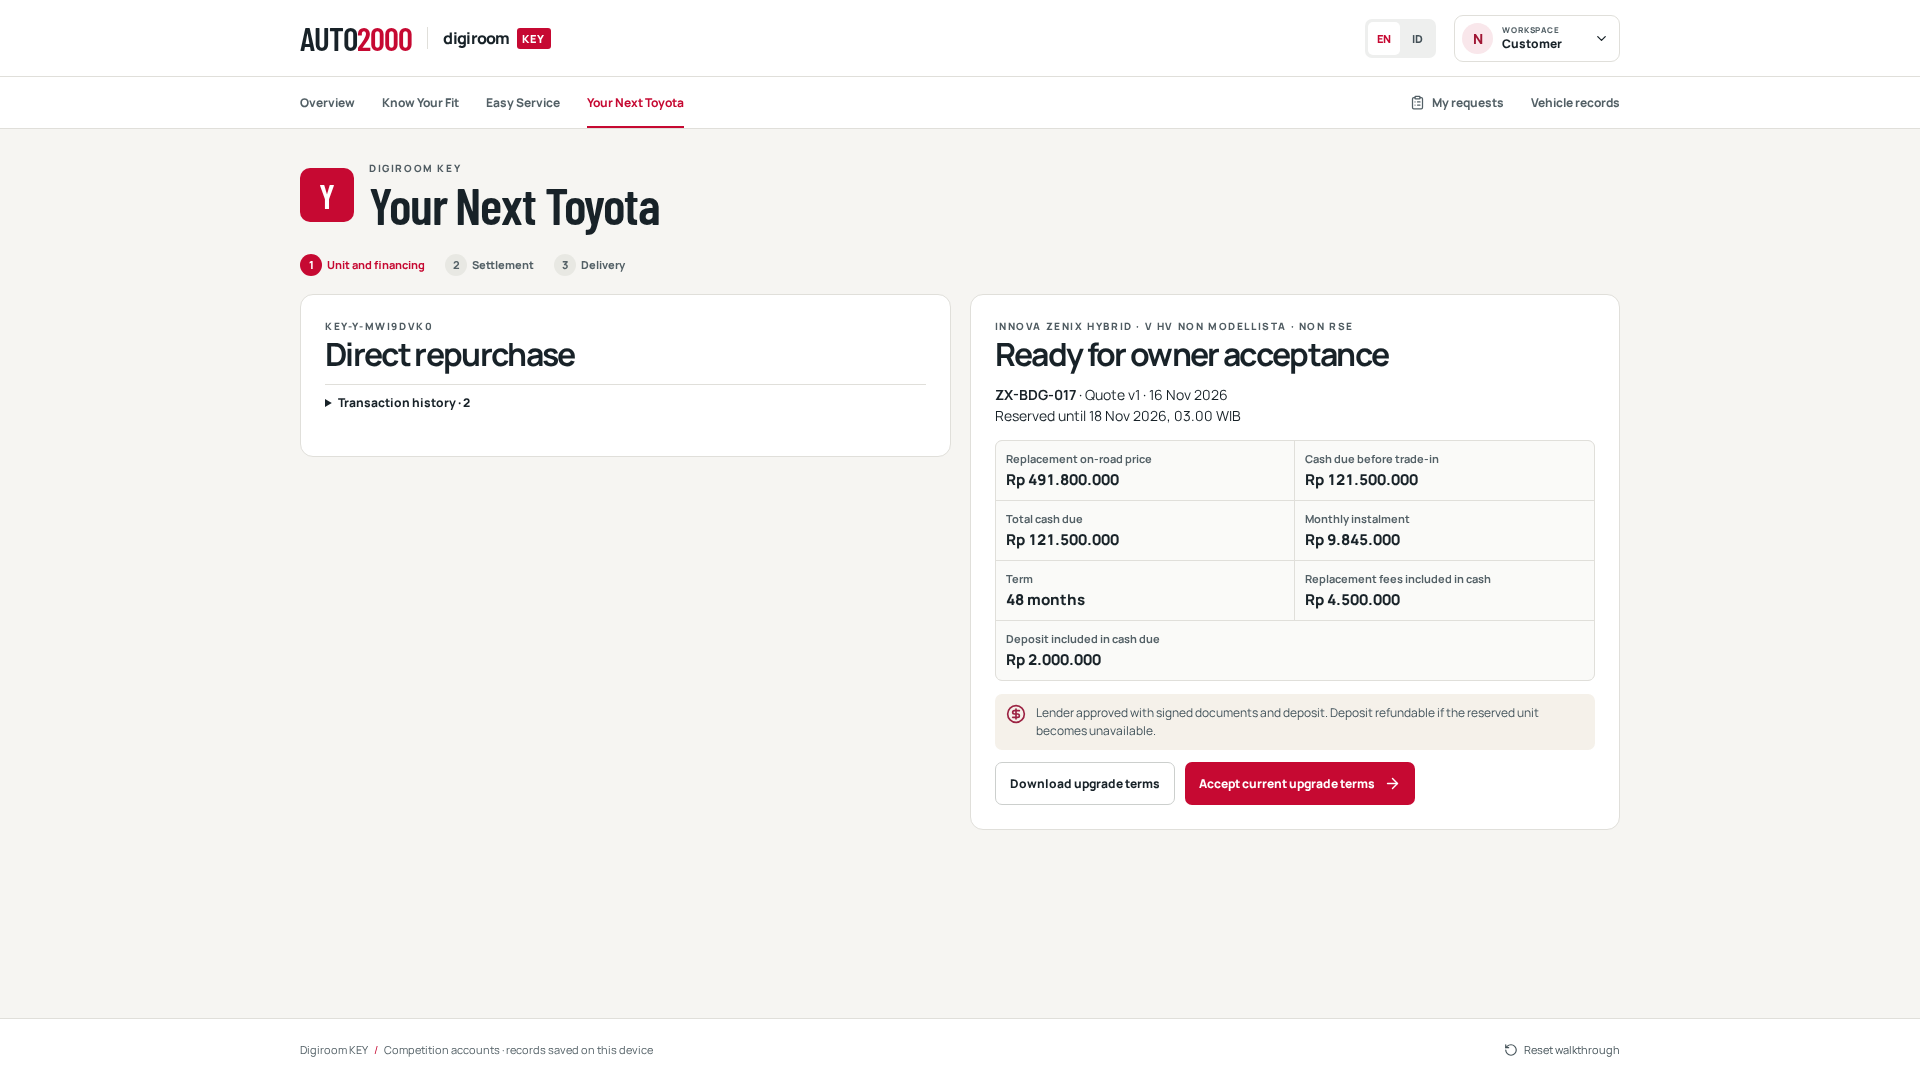 AUTO2000
digiroom KEY
EN ID
N
WORKSPACE
Customer
Overview
Know Your Fit
Easy Service
Your Next Toyota
My requests
Vehicle records
Y
DIGIROOM KEY
Your Next Toyota
1 Unit and financing
2 Settlement
3 Delivery
KEY-Y-MWI9DVK0
Direct repurchase
Transaction history · 2
INNOVA ZENIX HYBRID · V HV NON MODELLISTA · NON RSE
Ready for owner acceptance
ZX-BDG-017 · Quote v1 · 16 Nov 2026
Reserved until 18 Nov 2026, 03.00 WIB
Replacement on-road price
Rp 491.800.000
Cash due before trade-in
Rp 121.500.000
Total cash due
Rp 121.500.000
Monthly instalment
Rp 9.845.000
Term
48 months
Replacement fees included in cash
Rp 4.500.000
Deposit included in cash due
Rp 2.000.000
Lender approved with signed documents and deposit. Deposit refundable if the reserved unit
becomes unavailable.
Download upgrade terms
Accept current upgrade terms
Digiroom KEY / Competition accounts · records saved on this device
Reset walkthrough